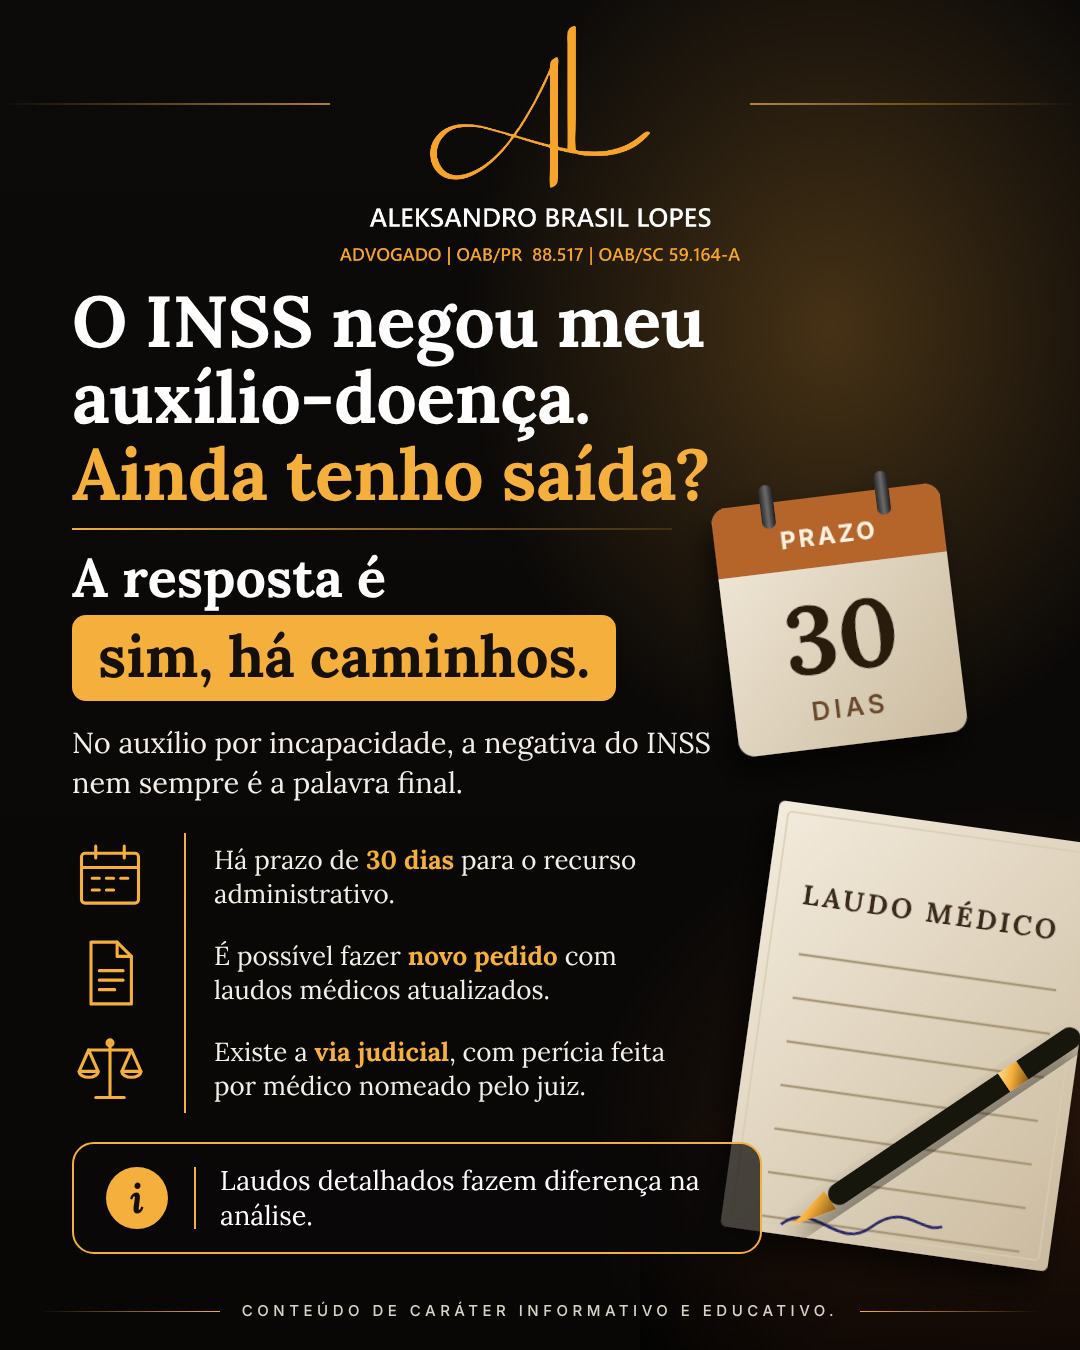 AL
ALEKSANDRO BRASIL LOPES
ADVOGADO | OAB/PR 88.517 | OAB/SC 59.164-A
O INSS negou meu
auxílio-doença.
Ainda tenho saída?
A resposta é
sim, há caminhos.
No auxílio por incapacidade, a negativa do INSS
nem sempre é a palavra final.
PRAZO
30
DIAS
Há prazo de 30 dias para o recurso
administrativo.
É possível fazer novo pedido com
laudos médicos atualizados.
Existe a via judicial, com perícia feita
por médico nomeado pelo juiz.
LAUDO MÉDICO
i
Laudos detalhados fazem diferença na
análise.
CONTEÚDO DE CARÁTER INFORMATIVO E EDUCATIVO.